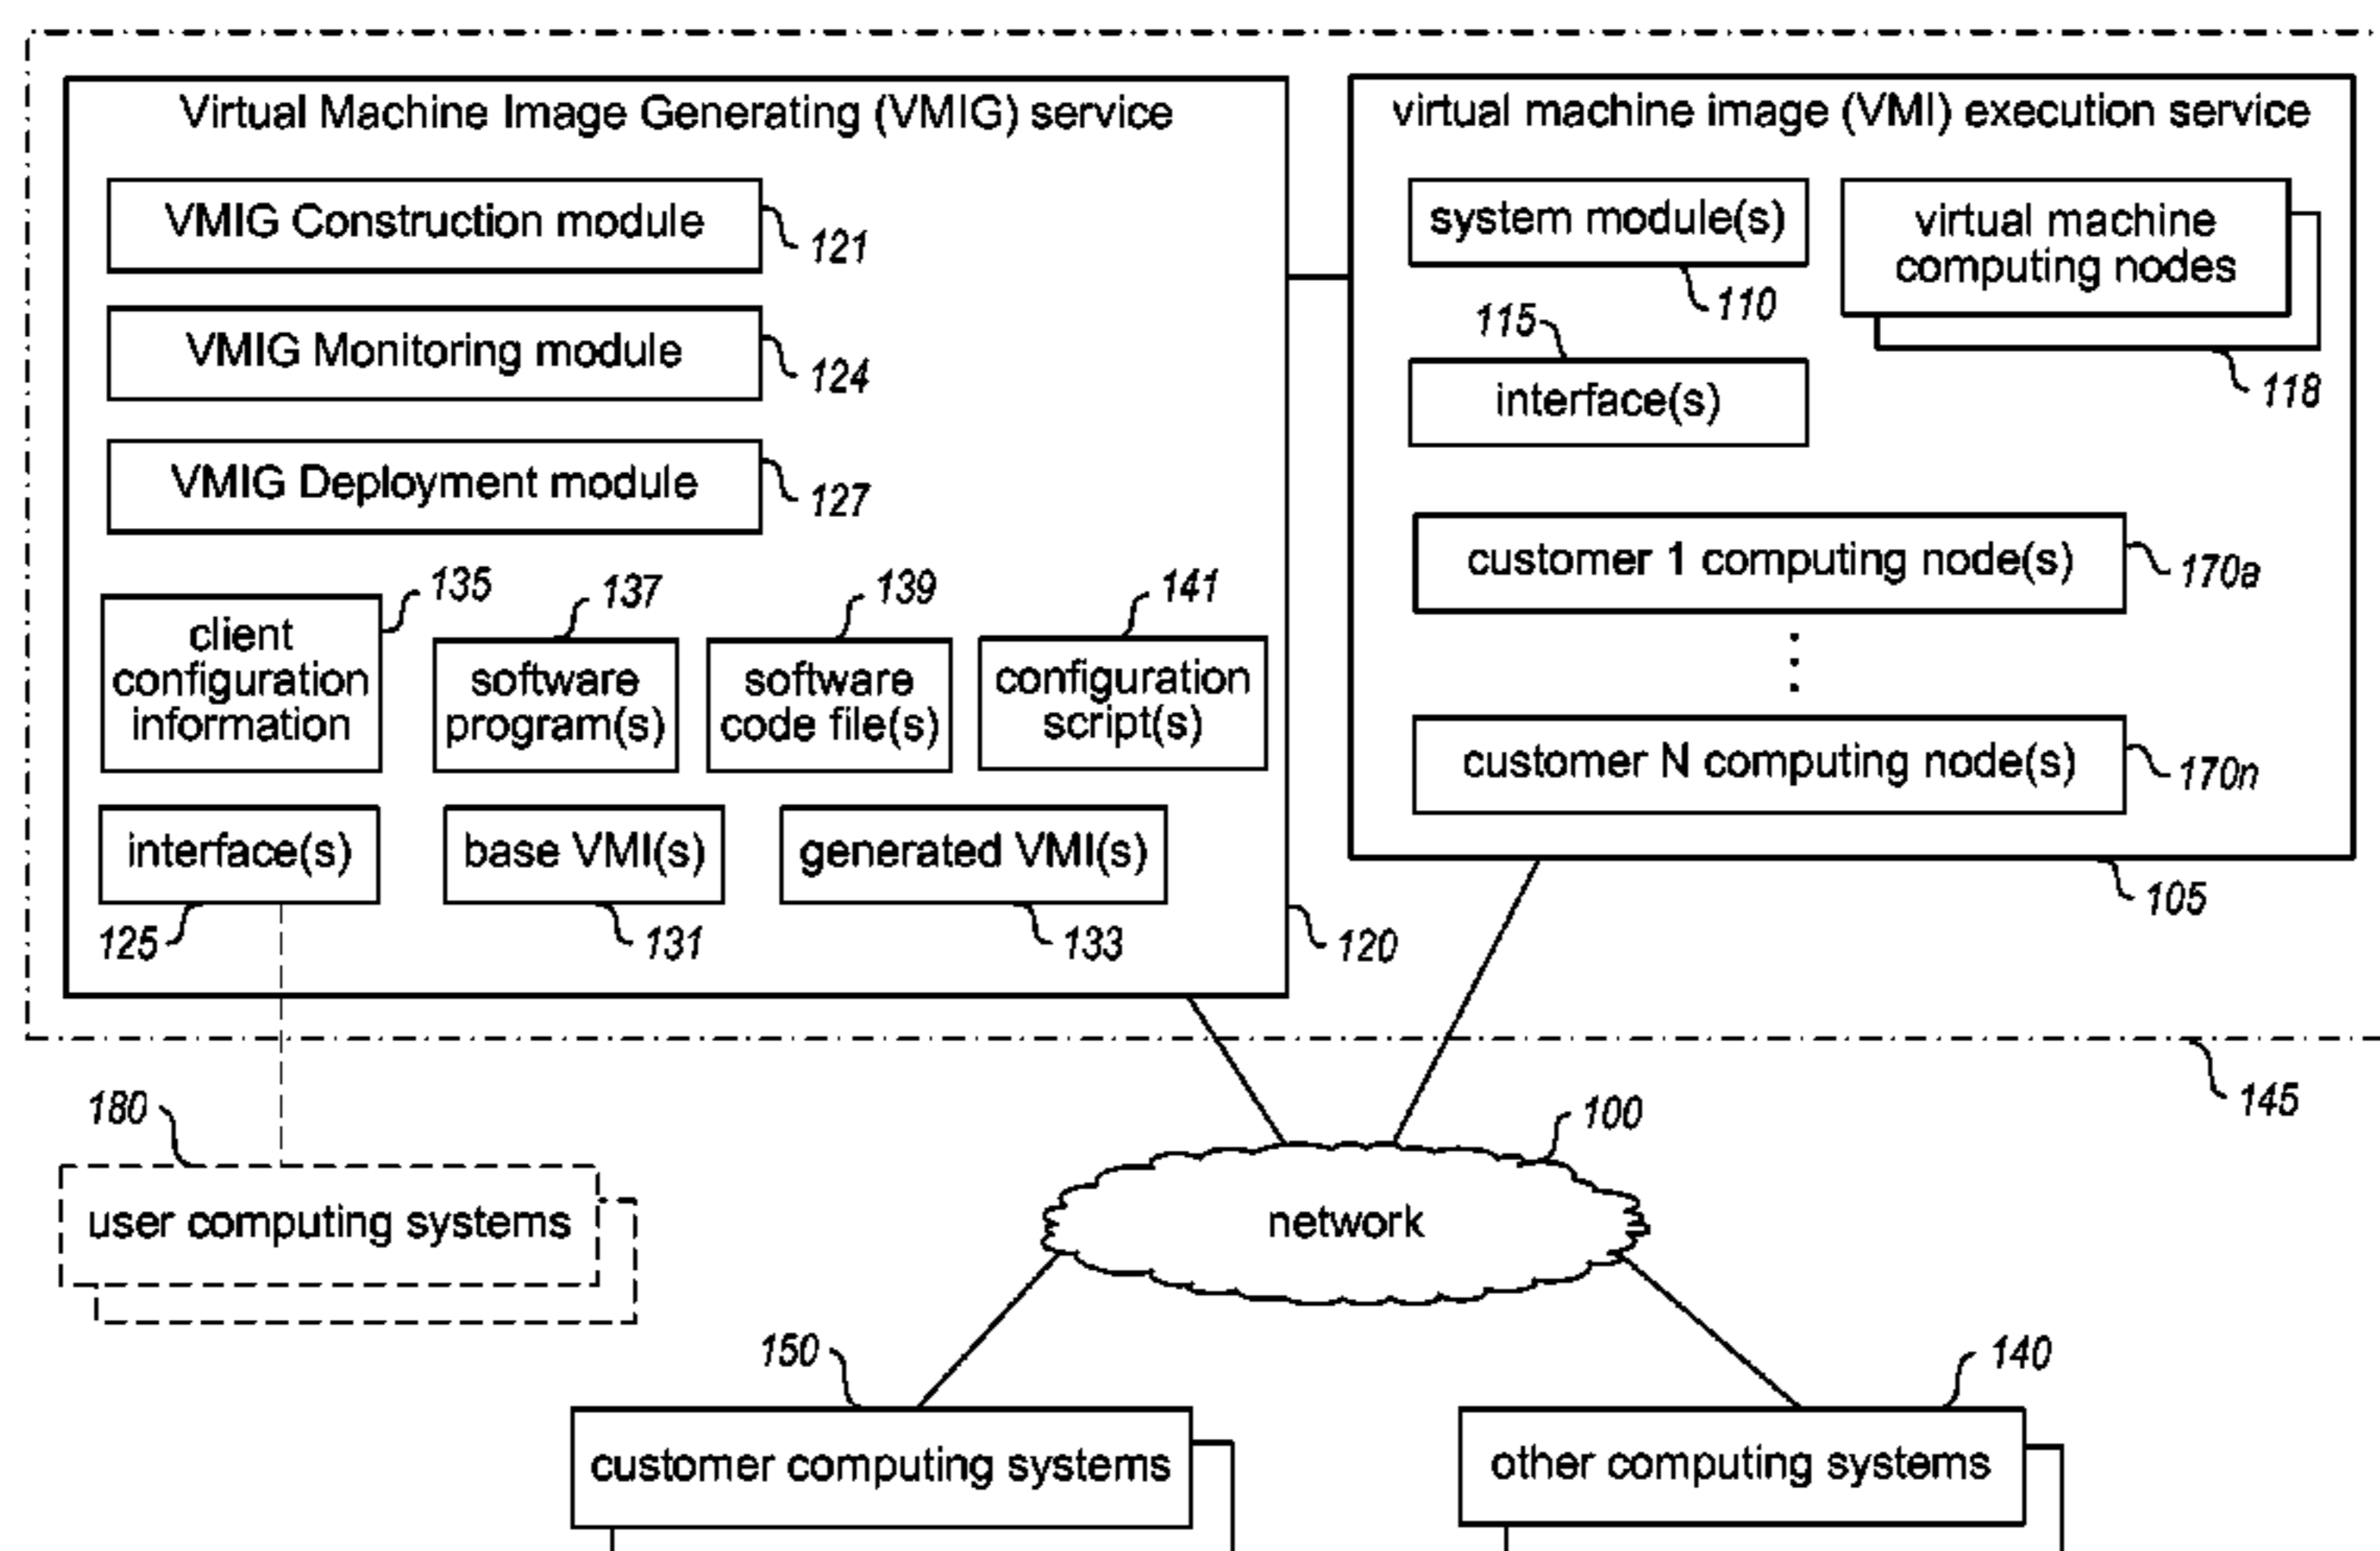 Virtual Machine Image Generating (VMIG) service
VMIG Construction module
121
VMIG Monitoring module
124
VMIG Deployment module
127
135
client
configuration
information
137
software
program(s)
139
software
code file(s)
141
configuration
script(s)
interface(s)
125
base VMI(s)
131
generated VMI(s)
133
120
virtual machine image (VMI) execution service
system module(s)
110
virtual machine
computing nodes
118
115
interface(s)
customer 1 computing node(s)
170a
customer N computing node(s)
170n
105
145
180
user computing systems
100
network
150
customer computing systems
140
other computing systems